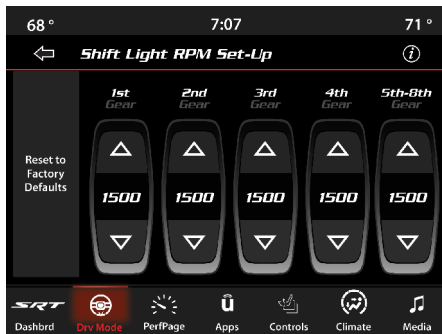 68 ° 7:07 71 °
Shift Light RPM Set-Up i
1st 2nd 3rd 4th 5th-8th
Gear Gear Gear Gear Gear
Reset to
Factory
Defaults
1500 1500 1500 1500 1500
SRT û
Dashbrd Drv Mode PerfPage Apps Controls Climate Media